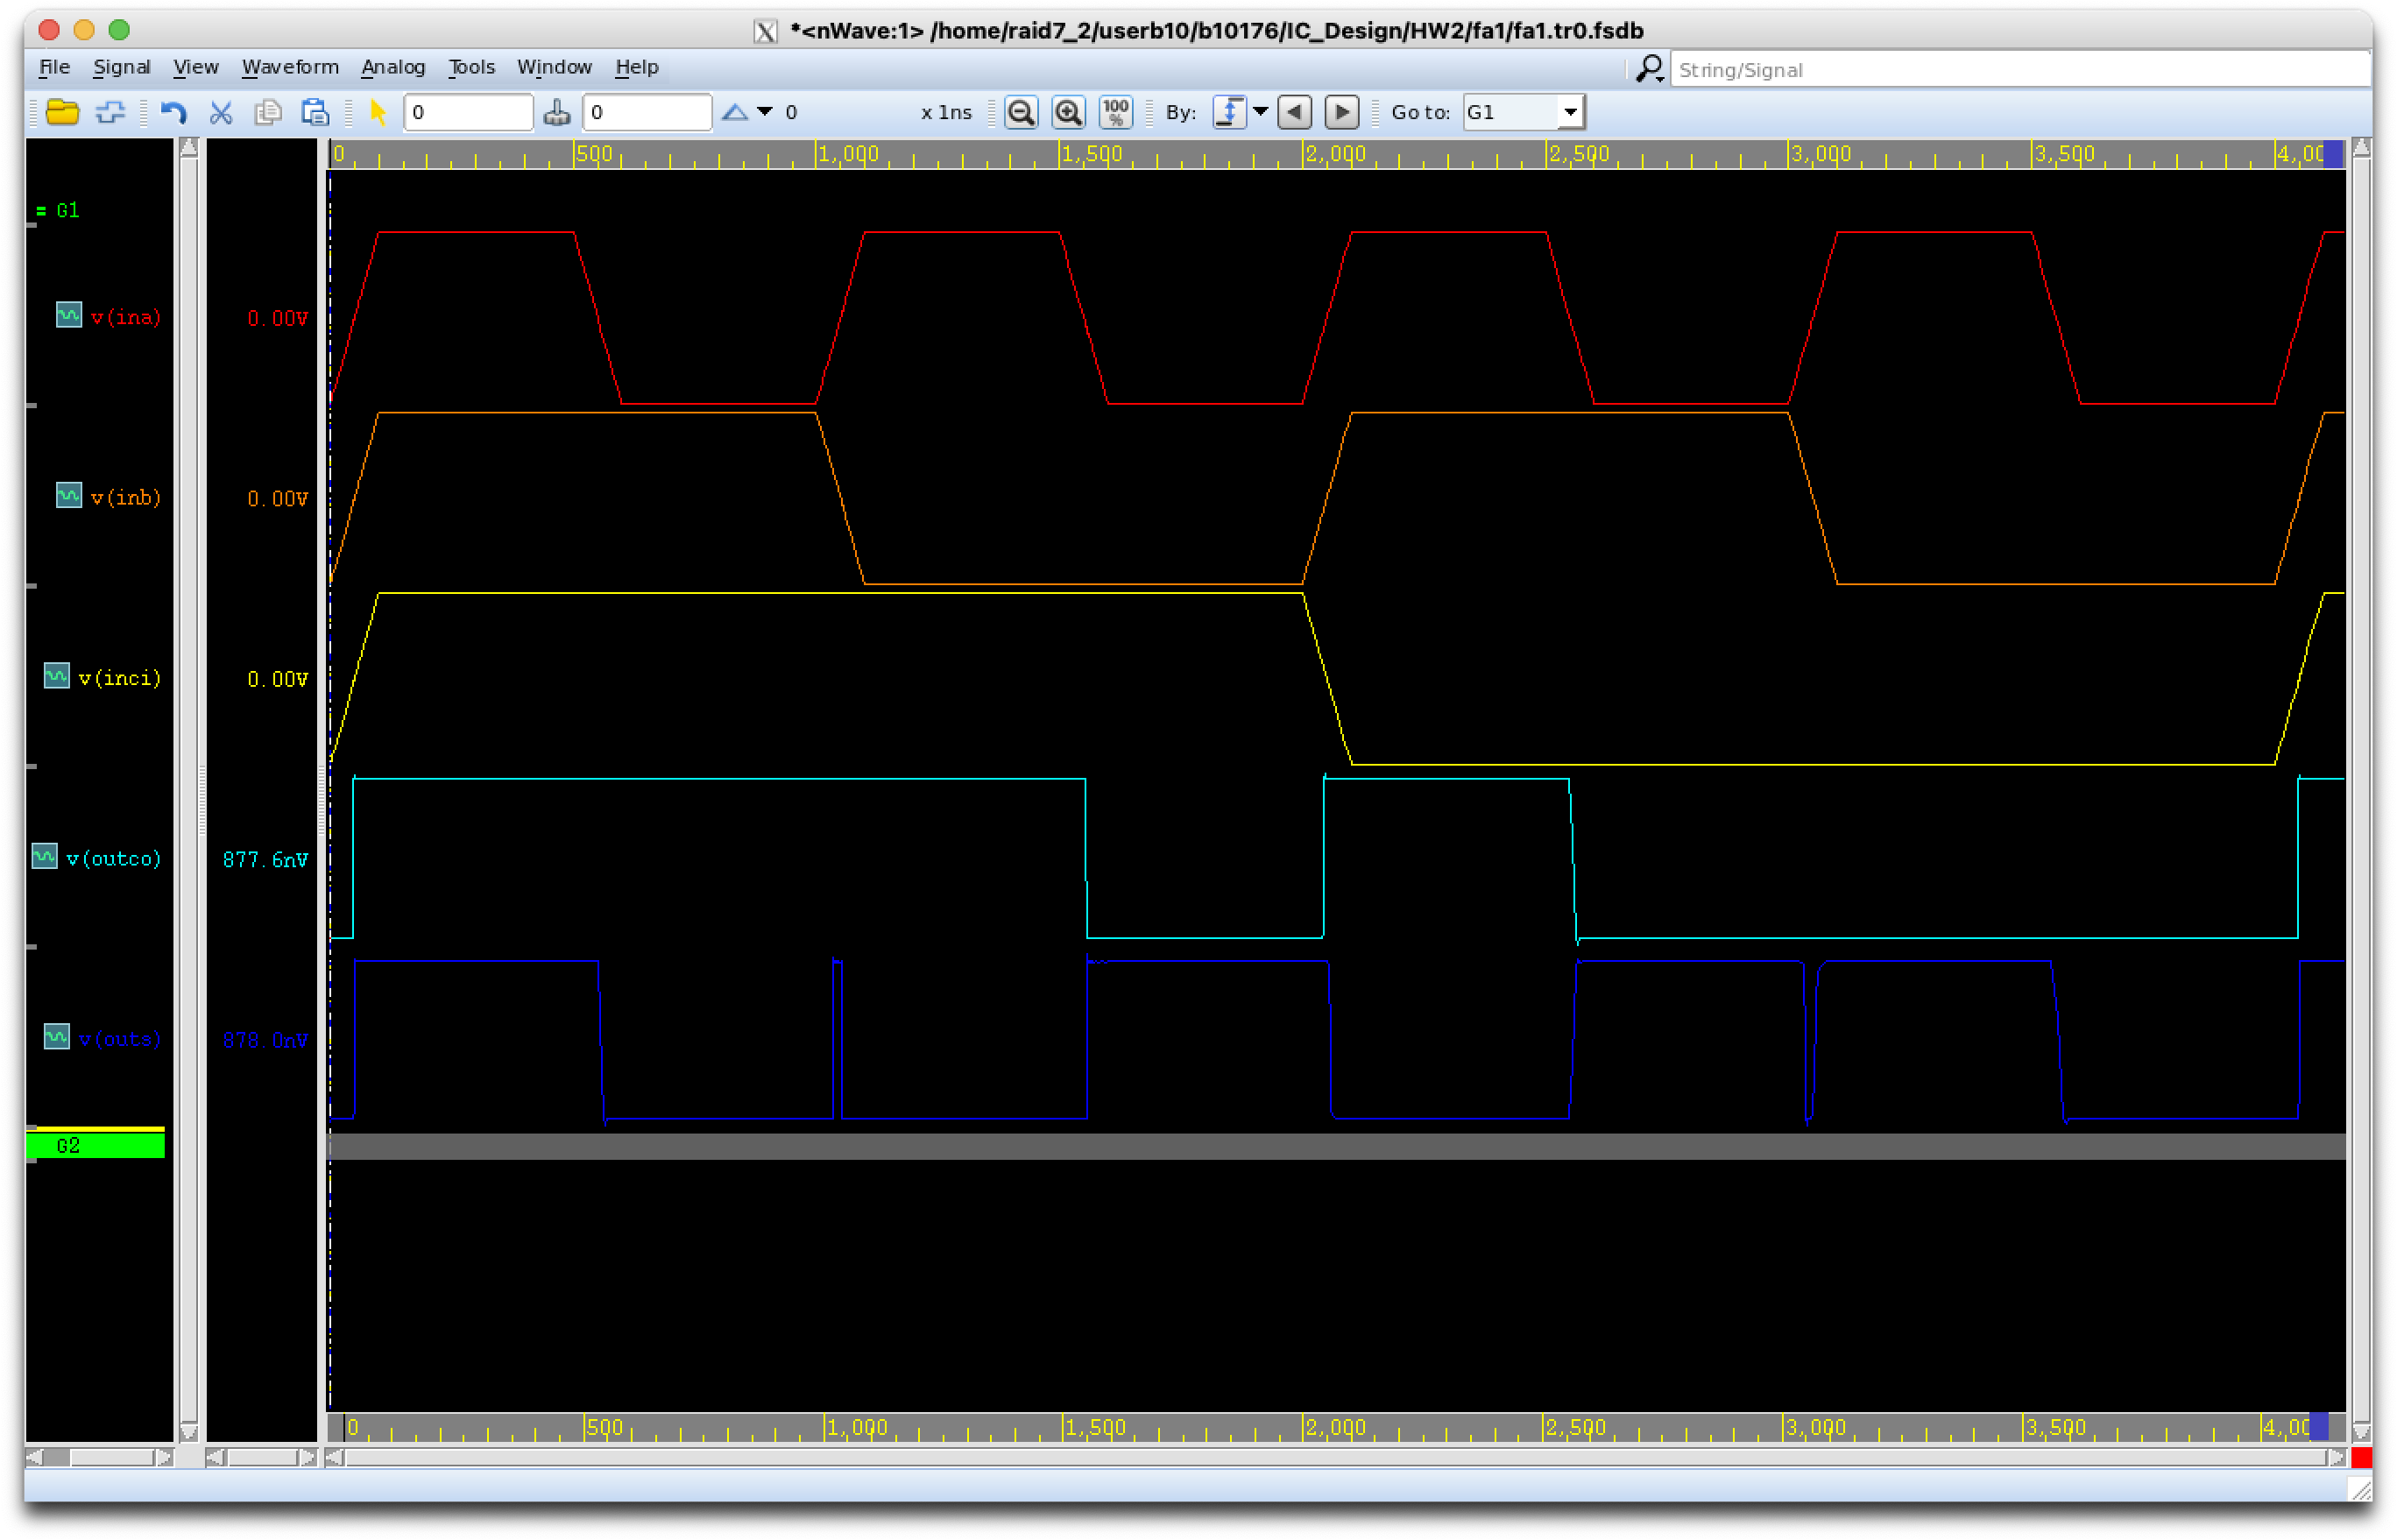 *<nWave:1> /home/raid7_2/userb10/b10176/IC_Design/HW2/fa1/fa1.tr0.fsdb
File Signal View Waveform Analog Tools Window Help String/Signal
0 0 0 x 1ns 100 % By: Go to: G1
0 500 1,000 1,500 2,000 2,500 3,000 3,500 4,00
= G1
v(ina) 0.00V
v(inb) 0.00V
v(inci) 0.00V
v(outco) 877.6nV
v(outs) 878.0nV
G2
0 500 1,000 1,500 2,000 2,500 3,000 3,500 4,00